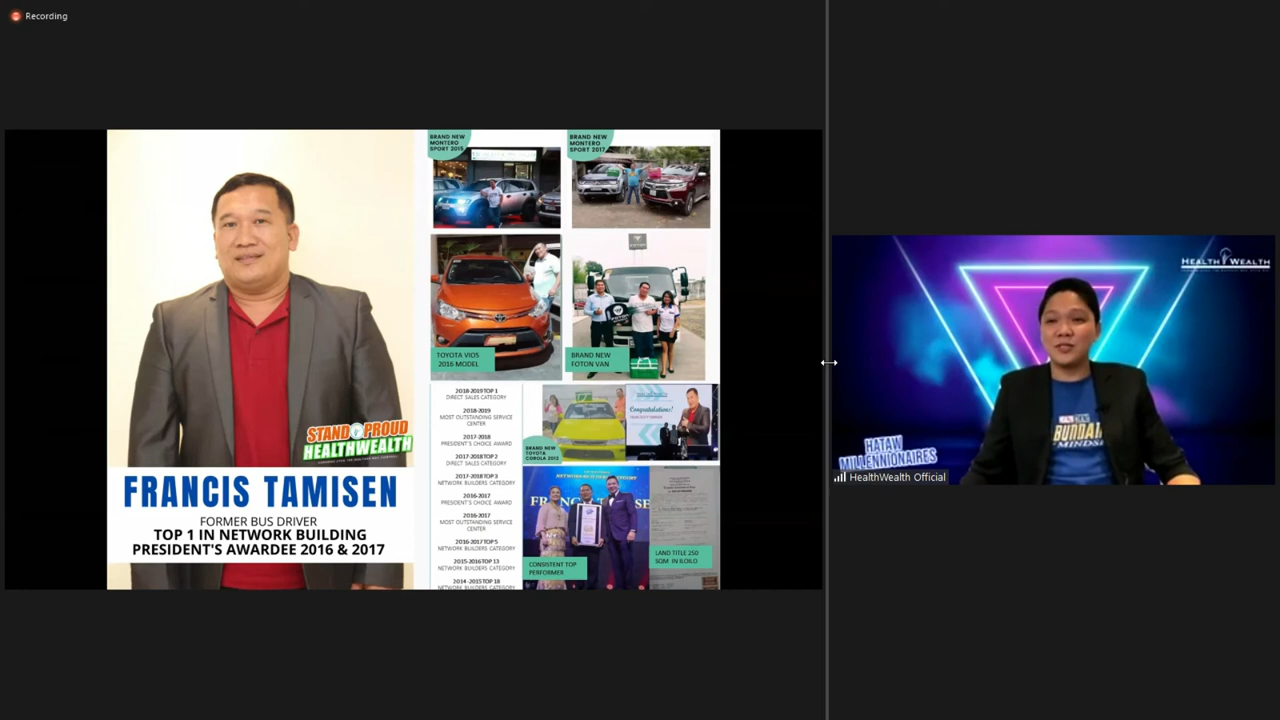 Recording
STAND PROUD
HEALTHWEALTH
FRANCIS TAMISEN
FORMER BUS DRIVER
TOP 1 IN NETWORK BUILDING
PRESIDENT'S AWARDEE 2016 & 2017
BRAND NEW
MONTERO
SPORT 2015
BRAND NEW
MONTERO
SPORT 2017
TOYOTA VIOS
2016 MODEL
BRAND NEW
FOTON VAN
2018-2019 TOP 1
DIRECT SALES CATEGORY
2018-2019
MOST OUTSTANDING SERVICE
CENTER
2017-2018
PRESIDENT'S CHOICE AWARD
2017-2018 TOP 2
DIRECT SALES CATEGORY
2017-2018 TOP 3
NETWORK BUILDERS CATEGORY
2016-2017
PRESIDENT'S CHOICE AWARD
2016-2017
MOST OUTSTANDING SERVICE
CENTER
2016-2017 TOP 5
NETWORK BUILDERS CATEGORY
2015-2016 TOP 13
NETWORK BUILDERS CATEGORY
2014-2015 TOP 18
NETWORK BUILDERS CATEGORY
BRAND NEW
TOYOTA
COROLA 2013
Congratulations!
CONSISTENT TOP
PERFORMER
LAND TITLE 250
SQM IN ILOILO
HEALTH WEALTH
HATAW
MILLENNIONAIRES
HealthWealth Official